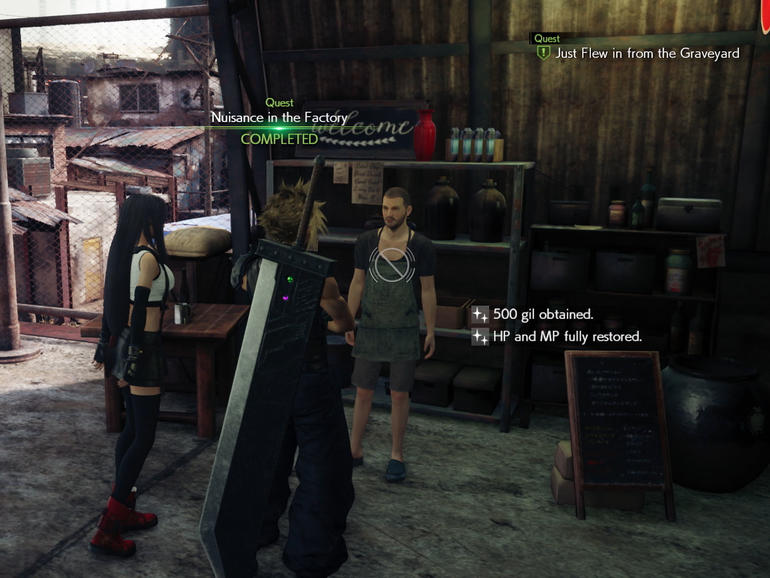 Quest
Just Flew in from the Graveyard
Quest
Nuisance in the Factory
COMPLETED
welcome
500 gil obtained.
HP and MP fully restored.